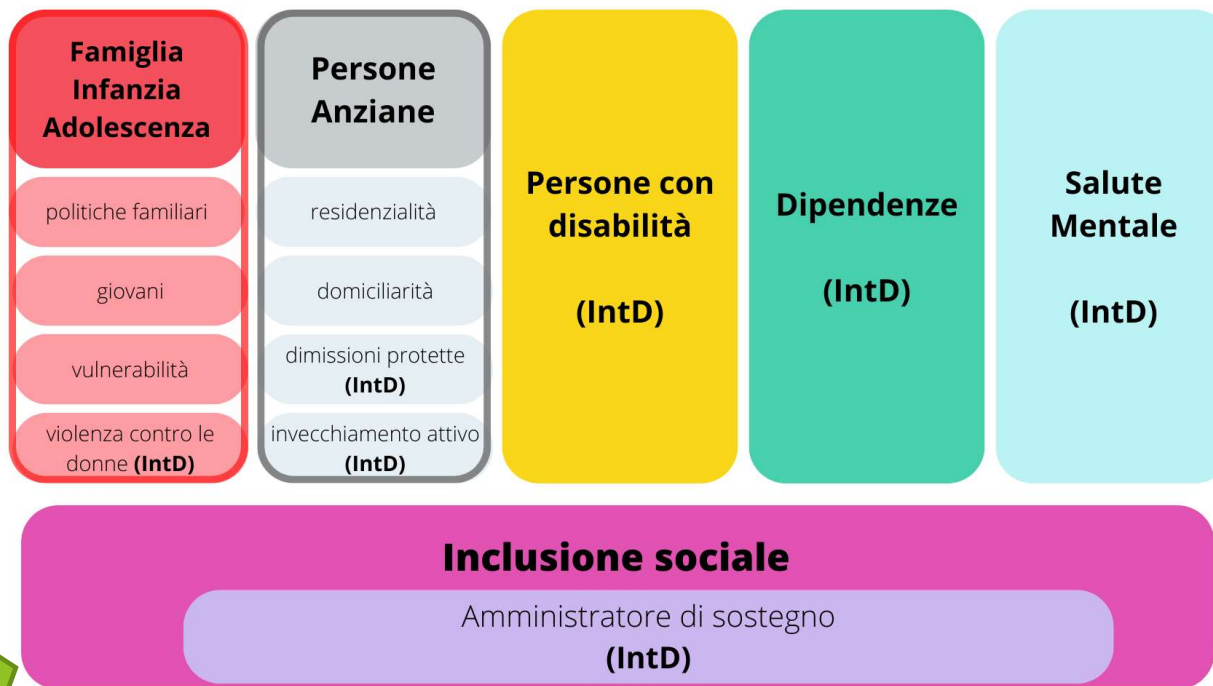 Famiglia
Infanzia
Adolescenza
politiche familiari
giovani
vulnerabilità
violenza contro le
donne (IntD)
Persone
Anziane
residenzialità
domiciliarità
dimissioni protette
(IntD)
invecchiamento attivo
(IntD)
Persone con
disabilità
(IntD)
Dipendenze
(IntD)
Salute
Mentale
(IntD)
Inclusione sociale
Amministratore di sostegno
(IntD)